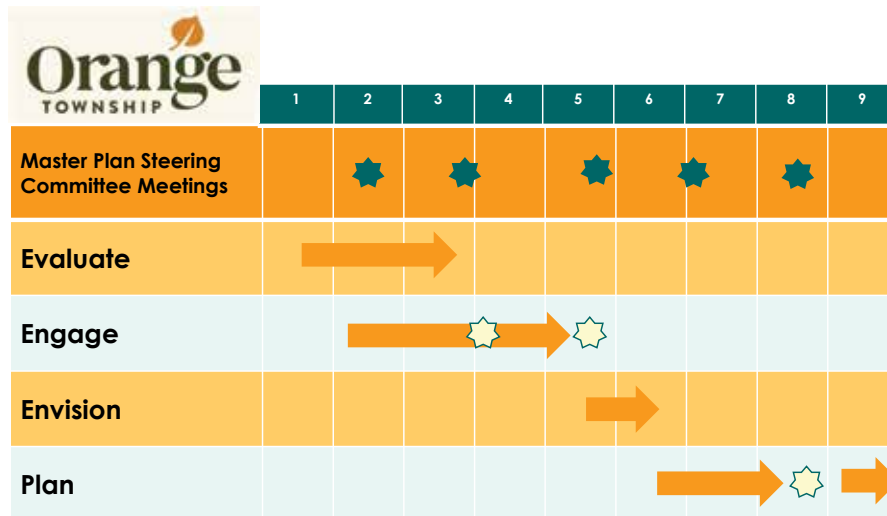 Orange
TOWNSHIP
1 2 3 4 5 6 7 8 9
Master Plan Steering
Committee Meetings
Evaluate
Engage
Envision
Plan